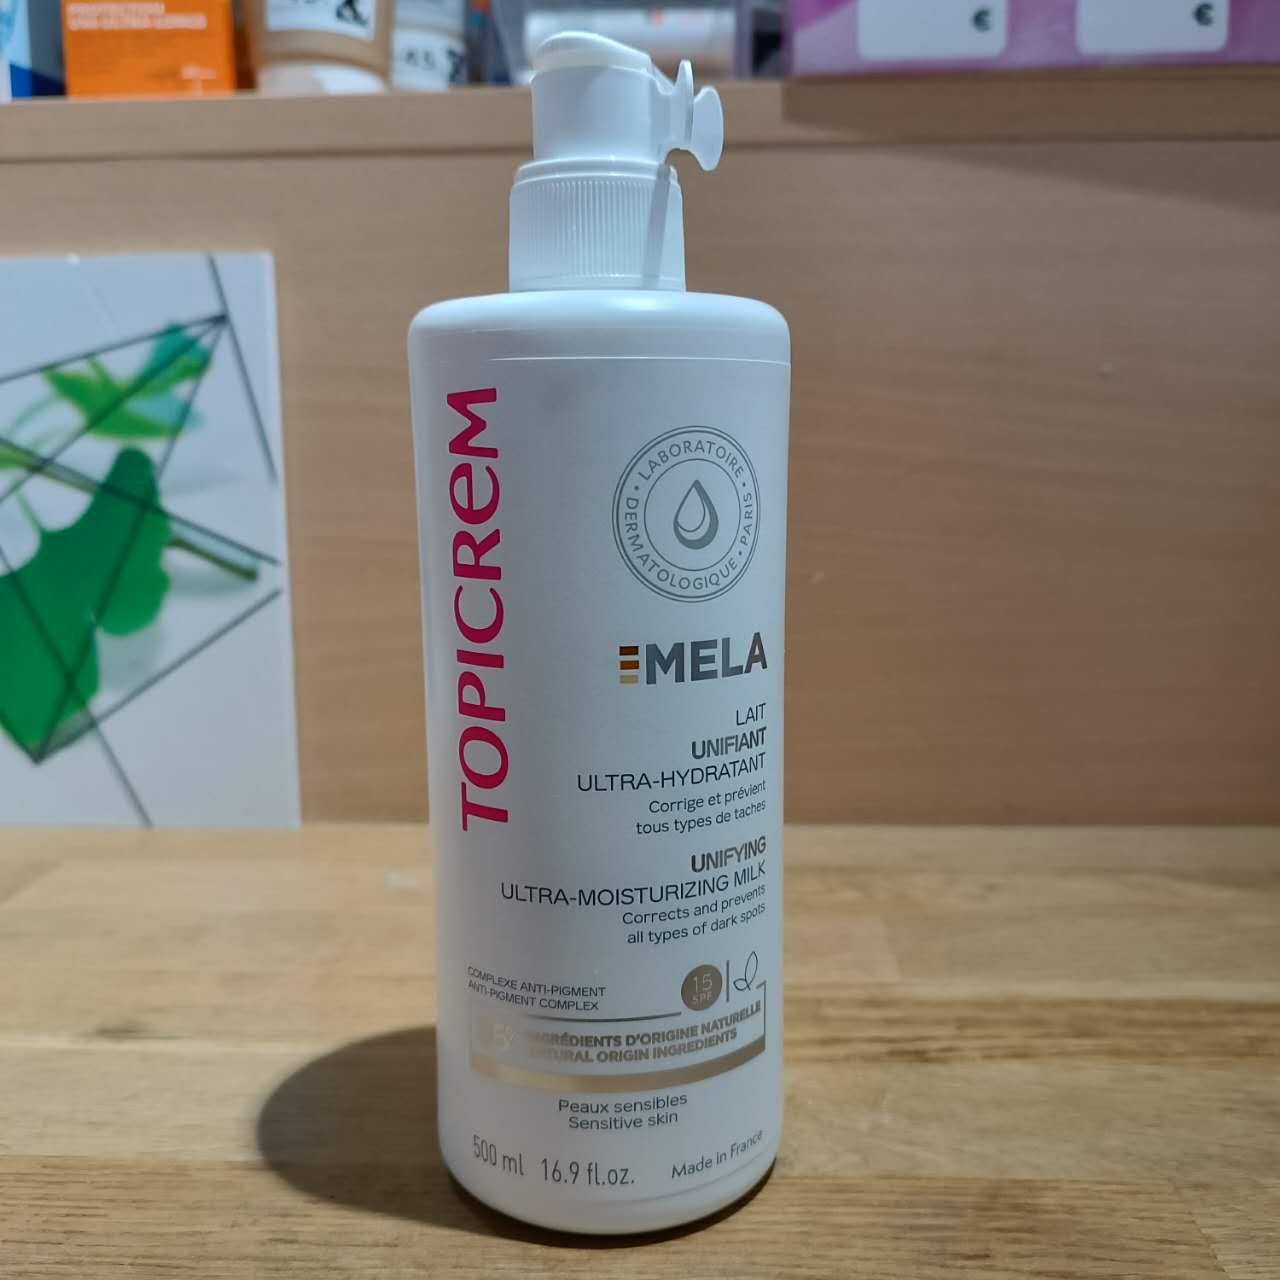 PROTECTION
€
€
TOPICREM
LABORATOIRE • DERMATOLOGIQUE • PARIS •
MELA
LAIT
UNIFIANT
ULTRA-HYDRATANT
Corrige et prévient
tous types de taches
UNIFYING
ULTRA-MOISTURIZING MILK
Corrects and prevents
all types of dark spots
COMPLEXE ANTI-PIGMENT
ANTI-PIGMENT COMPLEX
15
SPF
INGRÉDIENTS D'ORIGINE NATURELLE
NATURAL ORIGIN INGREDIENTS
Peaux sensibles
Sensitive skin
500 ml 16.9 fl.oz.
Made in France